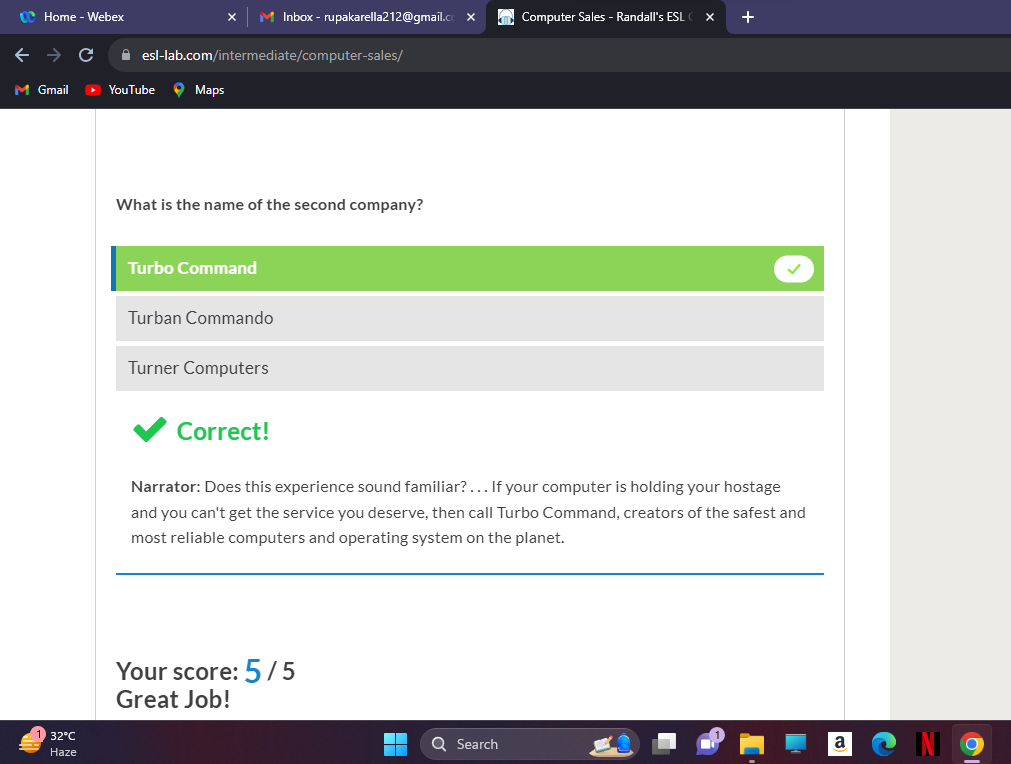 Home - Webex
Inbox - rupakarella212@gmail.c
Computer Sales - Randall's ESL
esl-lab.com/intermediate/computer-sales/
Gmail
YouTube
Maps
What is the name of the second company?
Turbo Command
Turban Commando
Turner Computers
Correct!
Narrator: Does this experience sound familiar? . . . If your computer is holding your hostage
and you can't get the service you deserve, then call Turbo Command, creators of the safest and
most reliable computers and operating system on the planet.
Your score: 5 / 5
Great Job!
1
32°C
Haze
Search
1
a
N